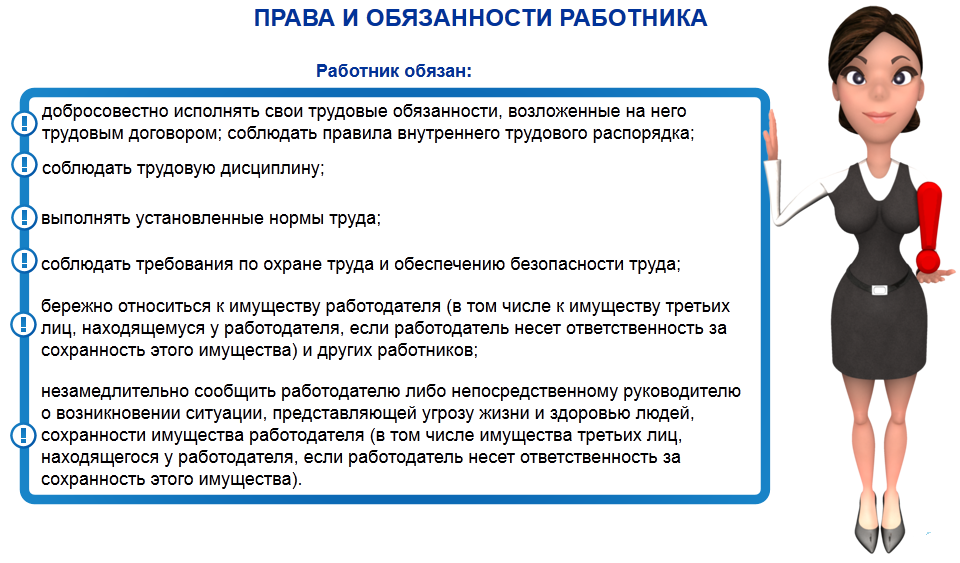 ПРАВА И ОБЯЗАННОСТИ РАБОТНИКА
Работник обязан:
добросовестно исполнять свои трудовые обязанности, возложенные на него
трудовым договором; соблюдать правила внутреннего трудового распорядка;
соблюдать трудовую дисциплину;
выполнять установленные нормы труда;
соблюдать требования по охране труда и обеспечению безопасности труда;
бережно относиться к имуществу работодателя (в том числе к имуществу третьих
лиц, находящемуся у работодателя, если работодатель несет ответственность за
сохранность этого имущества) и других работников;
незамедлительно сообщить работодателю либо непосредственному руководителю
о возникновении ситуации, представляющей угрозу жизни и здоровью людей,
сохранности имущества работодателя (в том числе имущества третьих лиц,
находящегося у работодателя, если работодатель несет ответственность за
сохранность этого имущества).